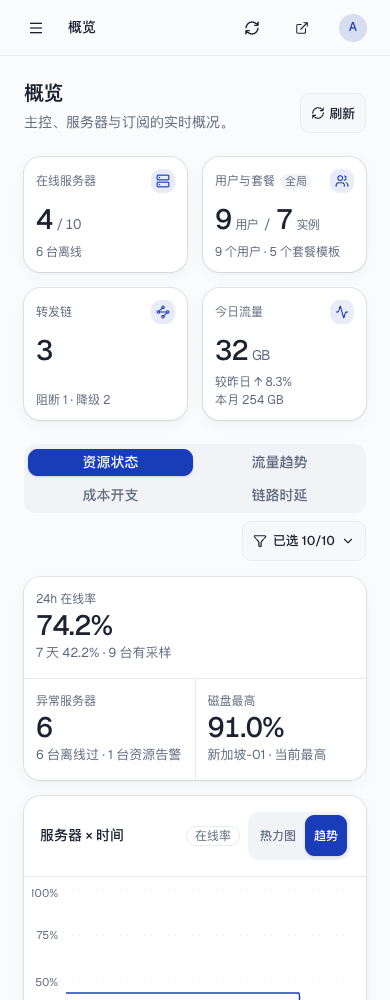 概览
A
概览
主控、服务器与订阅的实时概况。
刷新
在线服务器
4 / 10
6 台离线
用户与套餐 全局
9 用户 / 7 实例
9 个用户 · 5 个套餐模板
转发链
3
阻断 1 · 降级 2
今日流量
32 GB
较昨日 ↑ 8.3%
本月 254 GB
资源状态
流量趋势
成本开支
链路时延
已选 10/10
24h 在线率
74.2%
7 天 42.2% · 9 台有采样
异常服务器
6
6 台离线过 · 1 台资源告警
磁盘最高
91.0%
新加坡-01 · 当前最高
服务器 × 时间
在线率
热力图
趋势
100%
75%
50%